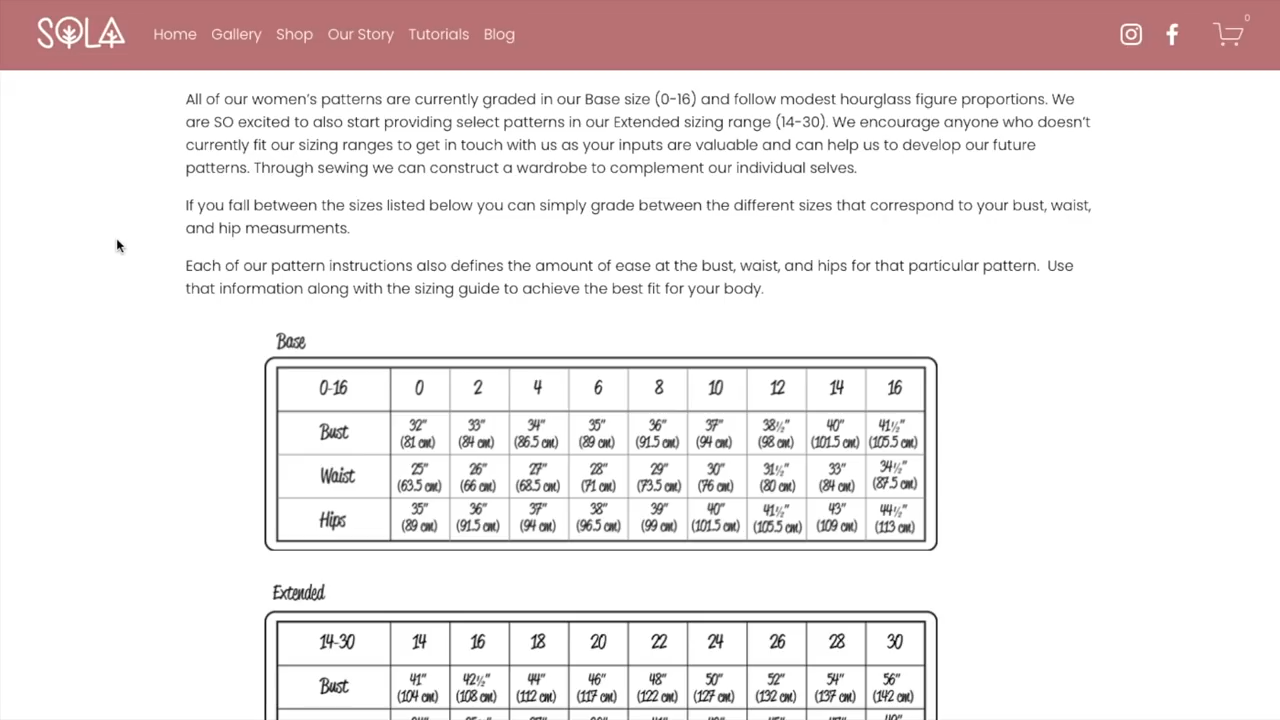 SOLA Home Gallery Shop Our Story Tutorials Blog 0
All of our women's patterns are currently graded in our Base size (0-16) and follow modest hourglass figure proportions. We
are SO excited to also start providing select patterns in our Extended sizing range (14-30). We encourage anyone who doesn't
currently fit our sizing ranges to get in touch with us as your inputs are valuable and can help us to develop our future
patterns. Through sewing we can construct a wardrobe to complement our individual selves.
If you fall between the sizes listed below you can simply grade between the different sizes that correspond to your bust, waist,
and hip measurments.
Each of our pattern instructions also defines the amount of ease at the bust, waist, and hips for that particular pattern. Use
that information along with the sizing guide to achieve the best fit for your body.
Base
0-16 0 2 4 6 8 10 12 14 16
Bust 32" 33" 34" 35" 36" 37" 38½" 40" 41½"
(81 cm) (84 cm) (86.5 cm) (89 cm) (91.5 cm) (94 cm) (98 cm) (101.5 cm) (105.5 cm)
Waist 25" 26" 27" 28" 29" 30" 31½" 33" 34½"
(63.5 cm) (66 cm) (68.5 cm) (71 cm) (73.5 cm) (76 cm) (80 cm) (84 cm) (87.5 cm)
Hips 35" 36" 37" 38" 39" 40" 41½" 43" 44½"
(89 cm) (91.5 cm) (94 cm) (96.5 cm) (99 cm) (101.5 cm) (105.5 cm) (109 cm) (113 cm)
Extended
14-30 14 16 18 20 22 24 26 28 30
Bust 41" 42½" 44" 46" 48" 50" 52" 54" 56"
(104 cm) (108 cm) (112 cm) (117 cm) (122 cm) (127 cm) (132 cm) (137 cm) (142 cm)